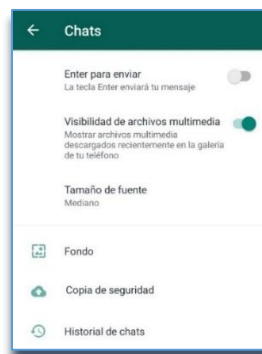 Chats
Enter para enviar
La tecla Enter enviará tu mensaje
Visibilidad de archivos multimedia
Mostrar archivos multimedia
descargados recientemente en la galería
de tu teléfono
Tamaño de fuente
Mediano
Fondo
Copia de seguridad
Historial de chats